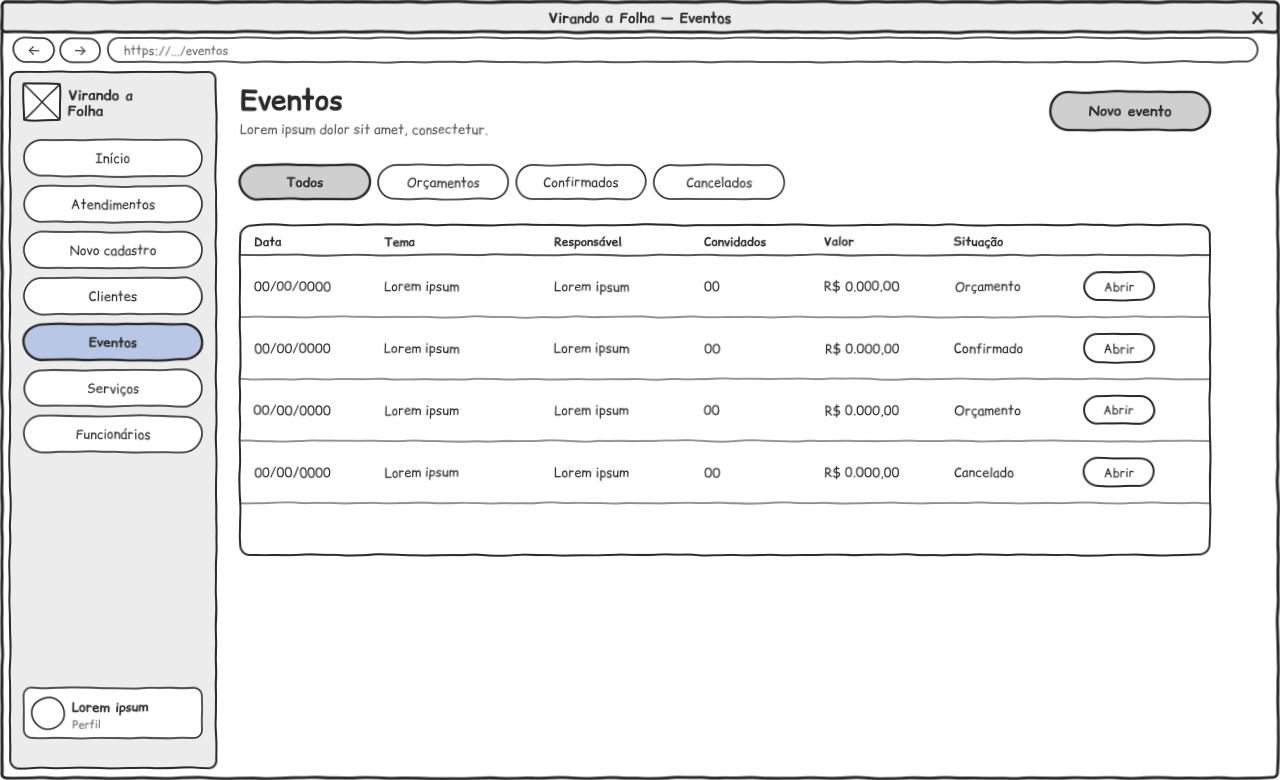 Virando a Folha — Eventos
X
← → https://.../eventos
Virando a
Folha
Início
Atendimentos
Novo cadastro
Clientes
Eventos
Serviços
Funcionários
Lorem ipsum
Perfil
Eventos
Lorem ipsum dolor sit amet, consectetur.
Novo evento
Todos Orçamentos Confirmados Cancelados
Data Tema Responsável Convidados Valor Situação
00/00/0000 Lorem ipsum Lorem ipsum 00 R$ 0.000,00 Orçamento Abrir
00/00/0000 Lorem ipsum Lorem ipsum 00 R$ 0.000,00 Confirmado Abrir
00/00/0000 Lorem ipsum Lorem ipsum 00 R$ 0.000,00 Orçamento Abrir
00/00/0000 Lorem ipsum Lorem ipsum 00 R$ 0.000,00 Cancelado Abrir